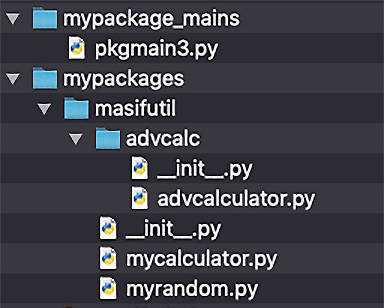 mypackage_mains
pkgmain3.py
mypackages
masifutil
advcalc
__init__.py
advcalculator.py
__init__.py
mycalculator.py
myrandom.py